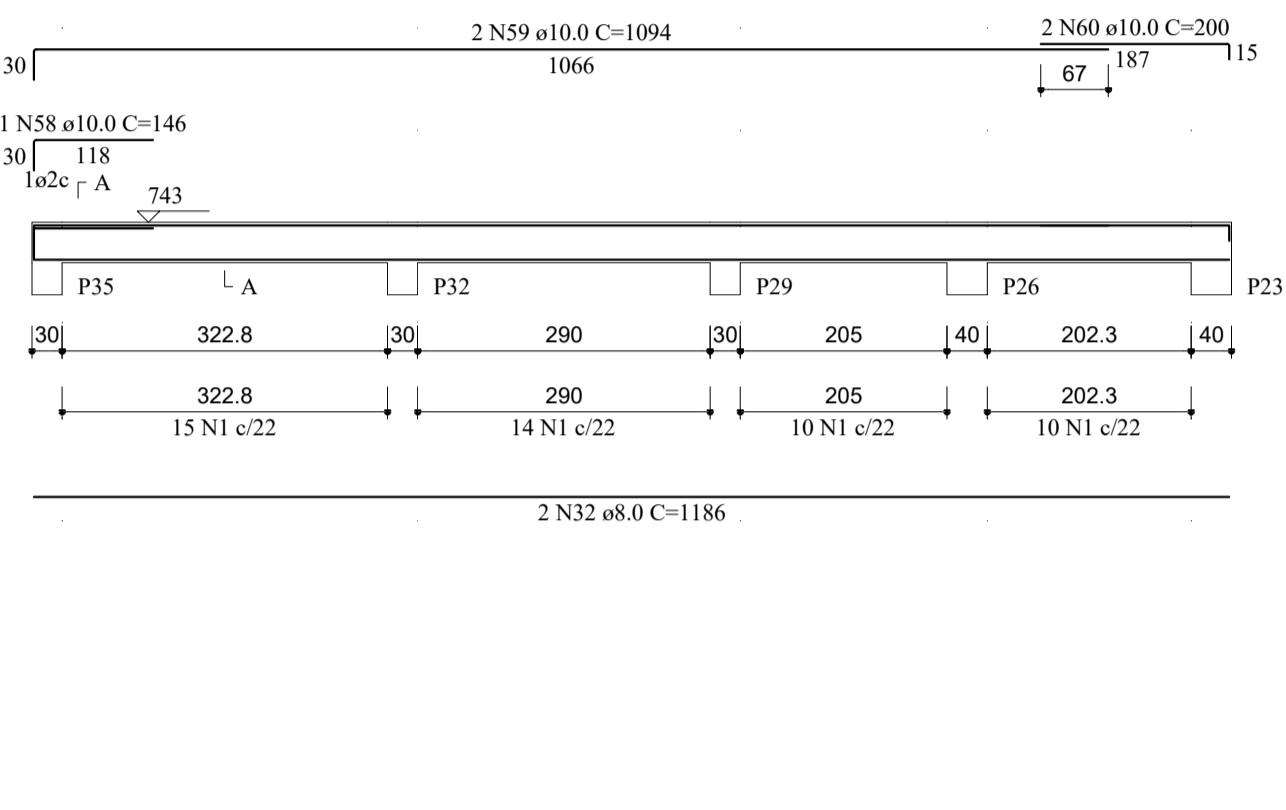 2 N59 ø10.0 C=1094
2 N60 ø10.0 C=200
30
1066
187
15
67
1 N58 ø10.0 C=146
30
118
1ø2c
A
743
P35
A
P32
P29
P26
P23
30
322.8
30
290
30
205
40
202.3
40
322.8
290
205
202.3
15 N1 c/22
14 N1 c/22
10 N1 c/22
10 N1 c/22
2 N32 ø8.0 C=1186